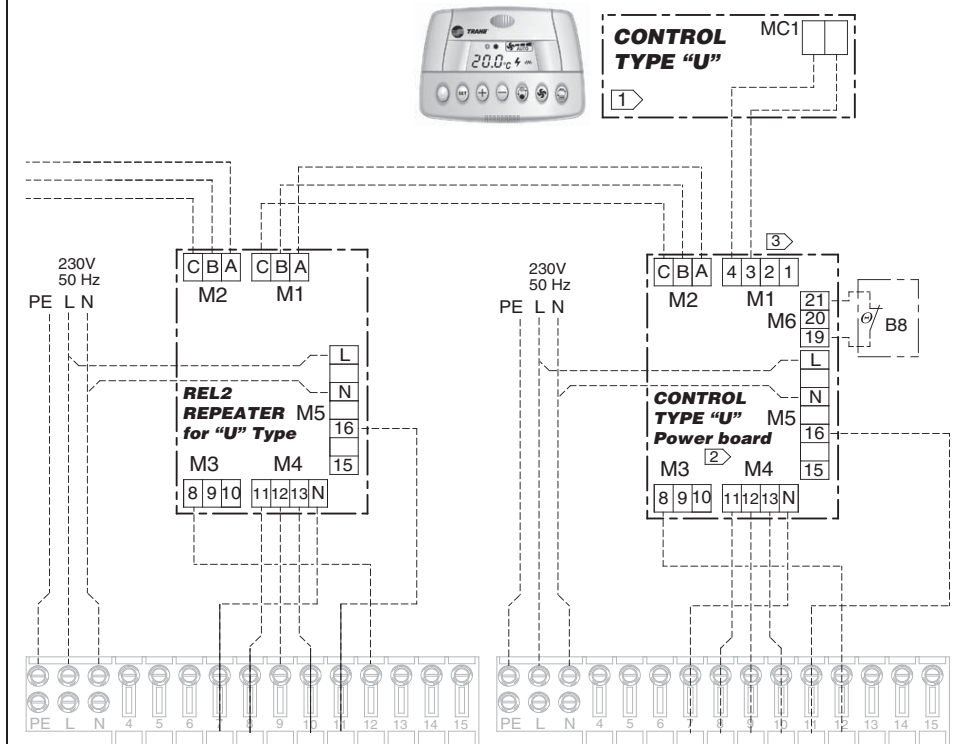 TRANE
AUTO
20.0°C
SET
CONTROL
TYPE “U”
MC1
1
C B A C B A
M2 M1
230V
50 Hz
PE L N
L
N
REL2
REPEATER
for “U” Type
M5
16
15
M3 M4
8 9 10 11 12 13 N
3
C B A 4 3 2 1
M2 M1
230V
50 Hz
PE L N
21
M6 20
19
B8
L
N
CONTROL
TYPE “U”
Power board
M5
16
2
15
M3 M4
8 9 10 11 12 13 N
PE L N 4 5 6 7 8 9 10 11 12 13 14 15
PE L N 4 5 6 7 8 9 10 11 12 13 14 15